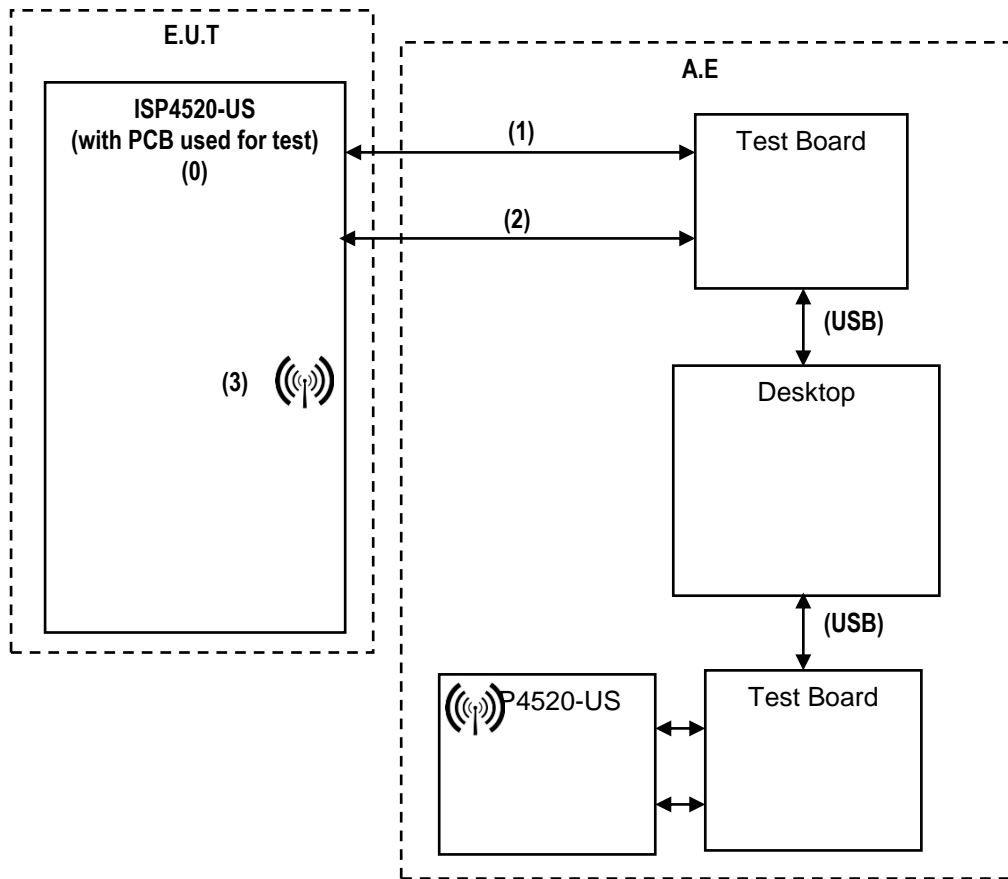 E.U.T
A.E
ISP4520-US
(with PCB used for test)
(0)
(1)
Test Board
(2)
(USB)
(3)
Desktop
(USB)
P4520-US
Test Board